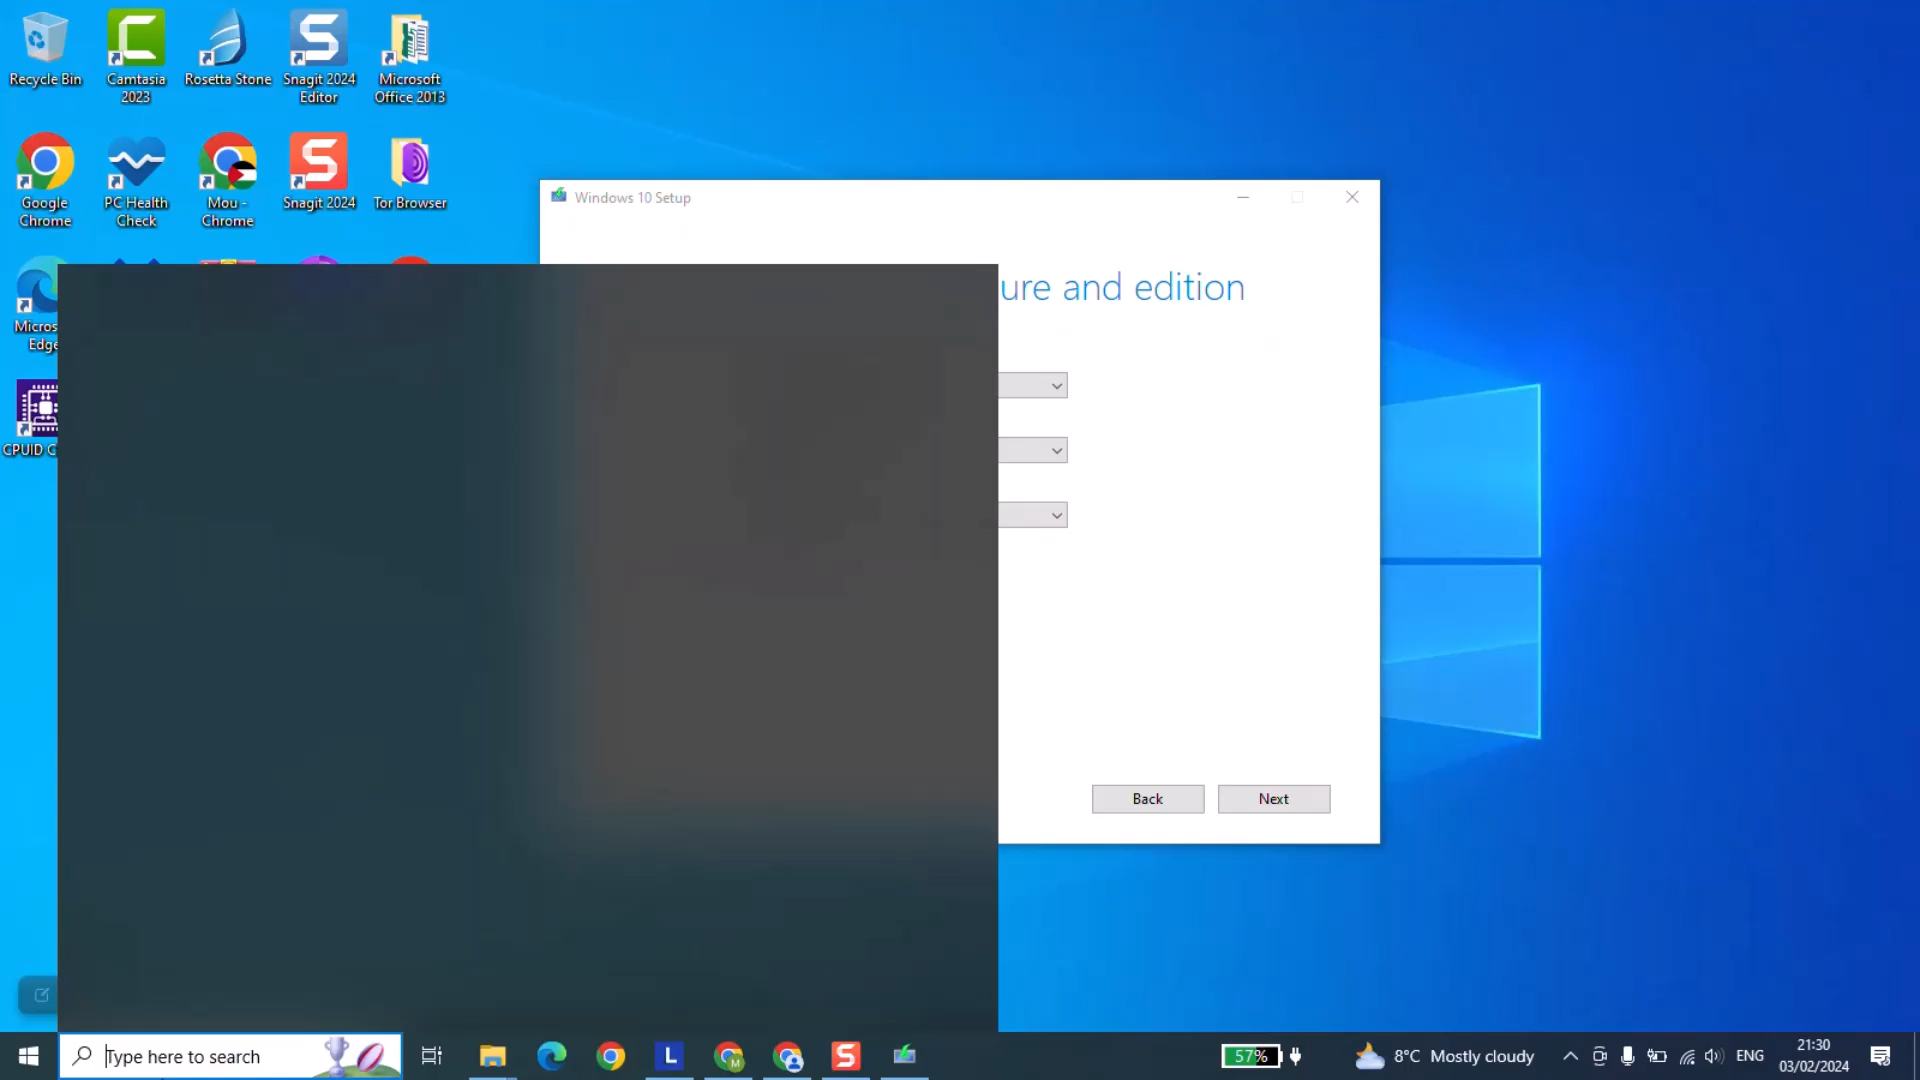 Recycle Bin
Camtasia
2023
Rosetta Stone
Snagit 2024
Editor
Microsoft
Office 2013
Google
Chrome
PC Health
Check
Mou -
Chrome
Snagit 2024
Tor Browser
Micros
Edge
CPUID C
Windows 10 Setup
ure and edition
Back
Next
Type here to search
57%
8°C Mostly cloudy
ENG
21:30
03/02/2024